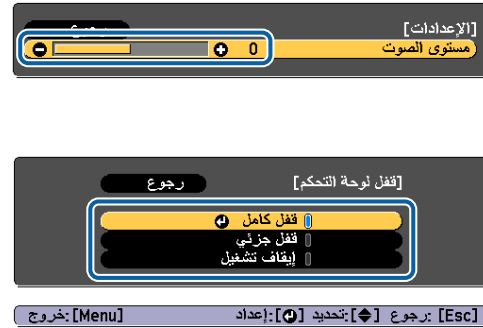 [الإعدادات] رجوع
مستوى الصوت 0
[قفل لوحة التحكم] رجوع
قفل كامل
قفل جزئي
إيقاف تشغيل
[Esc] :رجوع [◆]:تحديد [↵]:إعداد [Menu]:خروج